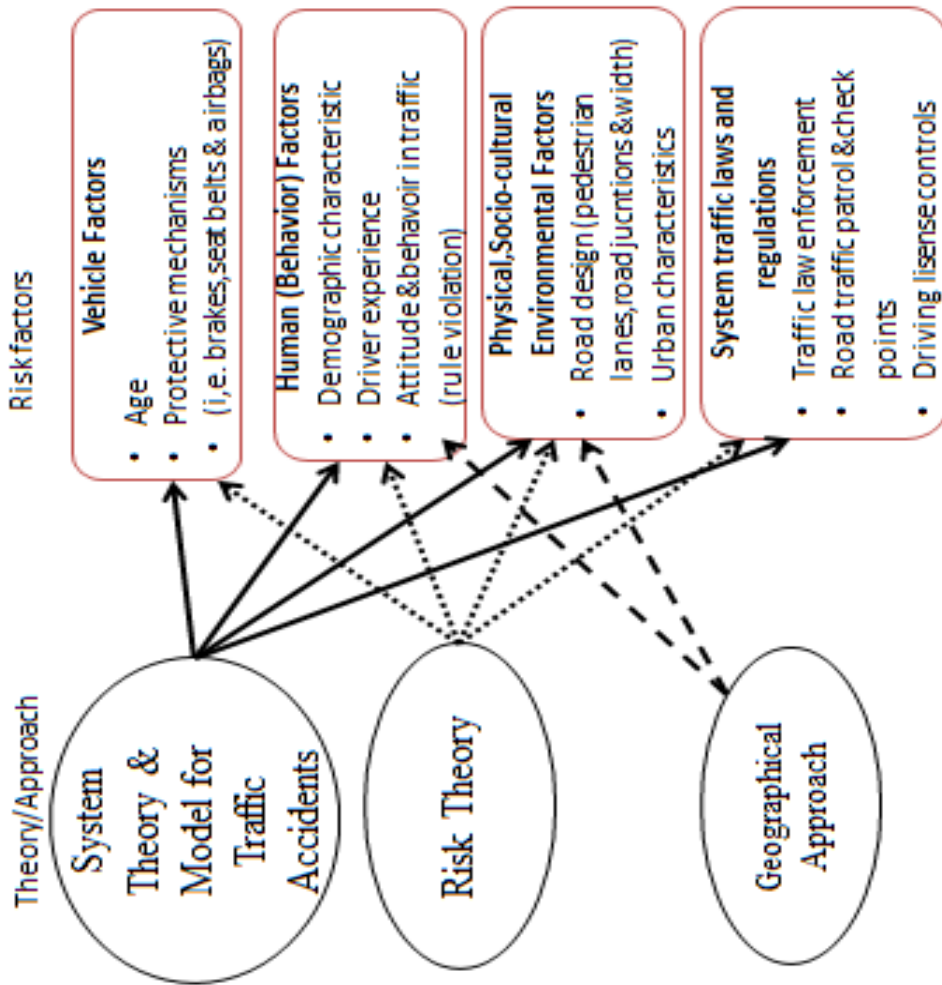 Theory/Approach
Risk factors
System
Theory &
Model for
Traffic
Accidents
Risk Theory
Geographical
Approach
Vehicle Factors
• Age
• Protective mechanisms
• (i,e. brakes,seat belts & airbags)
Human (Behavior) Factors
Demographic characteristic
• Driver experience
• Attitude & behavoir in traffic
(rule violation)
Physical,Socio-cultural
Environmental Factors
• Road design (pedestrian
lanes,road jucntions & width)
• Urban characteristics
System traffic laws and
regulations
• Traffic law enforcement
• Road traffic patrol & check
points
• Driving lisense controls